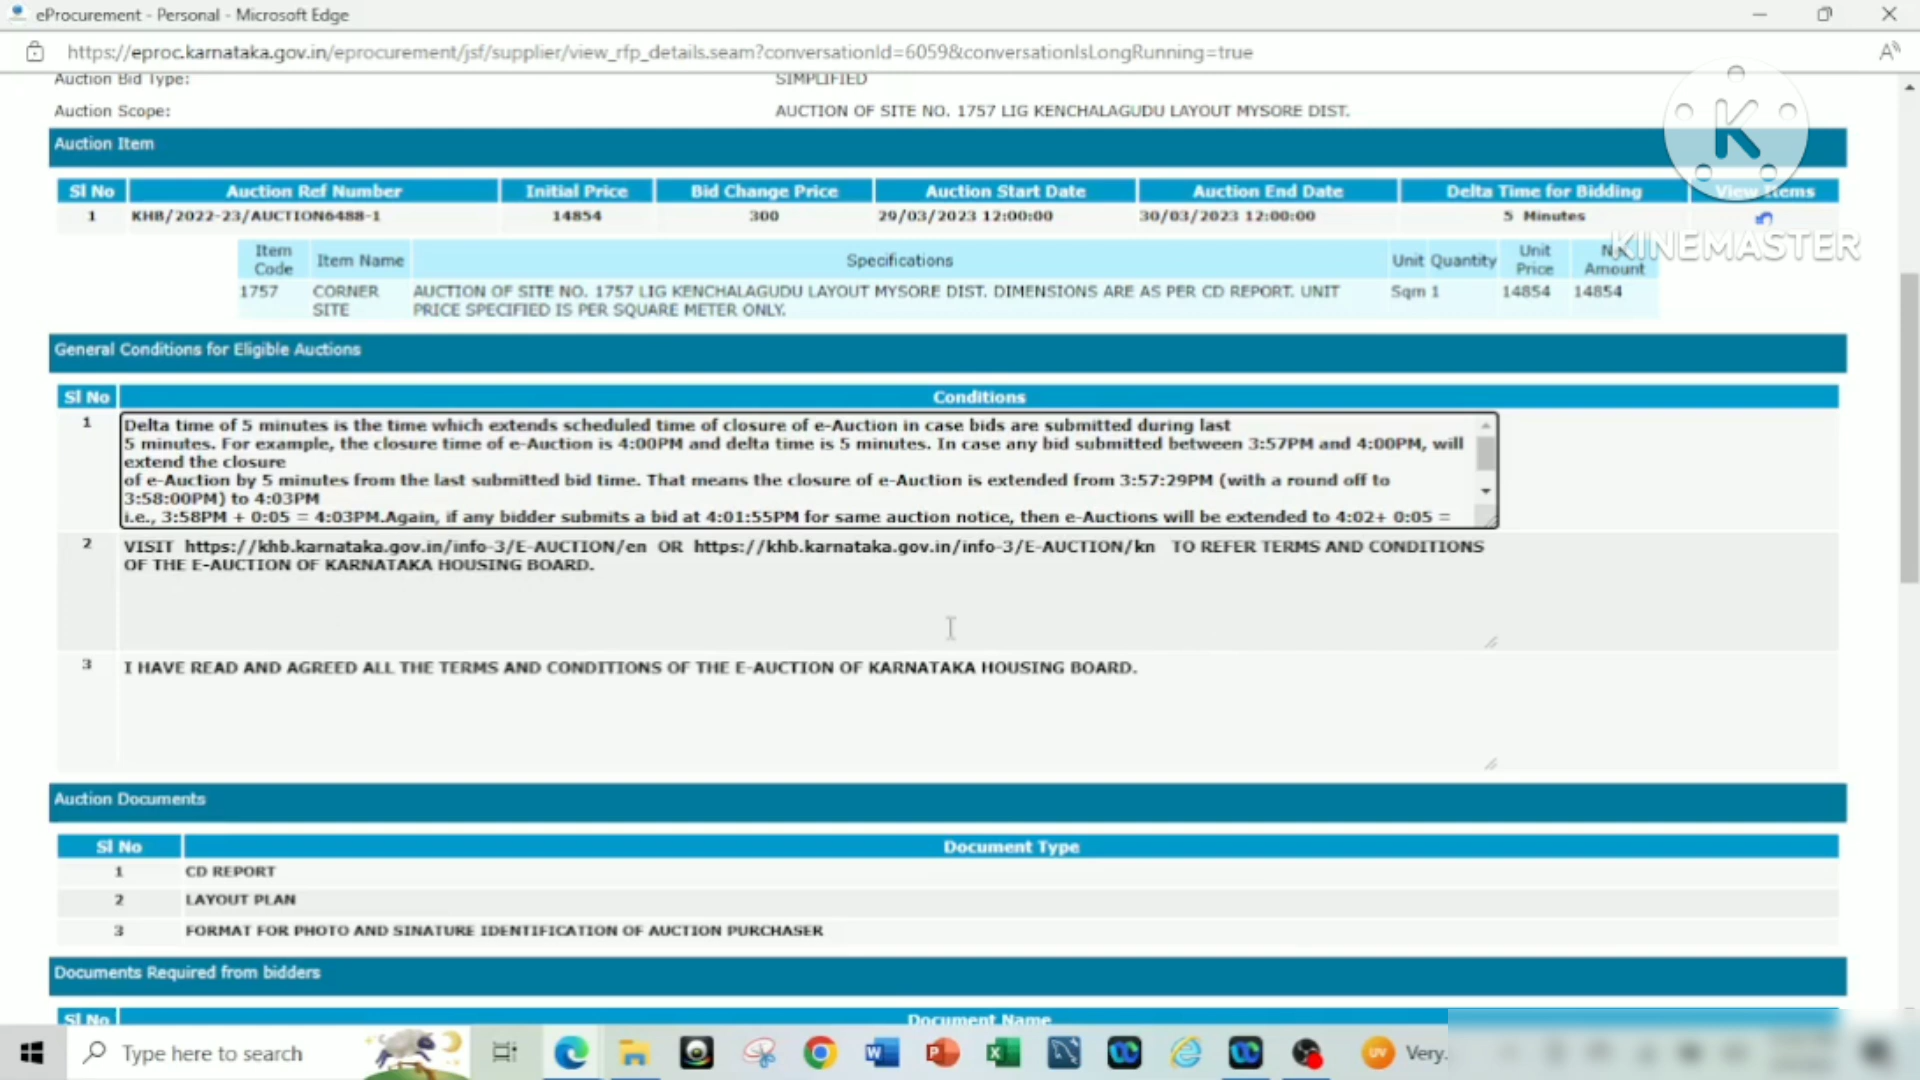 eProcurement - Personal - Microsoft Edge
https://eproc.karnataka.gov.in/eprocurement/jsf/supplier/view_rfp_details.seam?conversationId=6059&conversationIsLongRunning=true
Auction Bid Type: SIMPLIFIED
Auction Scope: AUCTION OF SITE NO. 1757 LIG KENCHALAGUDU LAYOUT MYSORE DIST.
K
Auction Item
Sl No Auction Ref Number Initial Price Bid Change Price Auction Start Date Auction End Date Delta Time for Bidding View Items
1 KHB/2022-23/AUCTION6488-1 14854 300 29/03/2023 12:00:00 30/03/2023 12:00:00 5 Minutes
KINEMASTER
Item Code Item Name Specifications Unit Quantity Unit Price Amount
1757 CORNER SITE AUCTION OF SITE NO. 1757 LIG KENCHALAGUDU LAYOUT MYSORE DIST. DIMENSIONS ARE AS PER CD REPORT. UNIT Sqm 1 14854 14854
PRICE SPECIFIED IS PER SQUARE METER ONLY.
General Conditions for Eligible Auctions
Sl No Conditions
1 Delta time of 5 minutes is the time which extends scheduled time of closure of e-Auction in case bids are submitted during last
5 minutes. For example, the closure time of e-Auction is 4:00PM and delta time is 5 minutes. In case any bid submitted between 3:57PM and 4:00PM, will
extend the closure
of e-Auction by 5 minutes from the last submitted bid time. That means the closure of e-Auction is extended from 3:57:29PM (with a round off to
3:58:00PM) to 4:03PM
i.e., 3:58PM + 0:05 = 4:03PM.Again, if any bidder submits a bid at 4:01:55PM for same auction notice, then e-Auctions will be extended to 4:02+ 0:05 =
2 VISIT https://khb.karnataka.gov.in/info-3/E-AUCTION/en OR https://khb.karnataka.gov.in/info-3/E-AUCTION/kn TO REFER TERMS AND CONDITIONS
OF THE E-AUCTION OF KARNATAKA HOUSING BOARD.
3 I HAVE READ AND AGREED ALL THE TERMS AND CONDITIONS OF THE E-AUCTION OF KARNATAKA HOUSING BOARD.
Auction Documents
Sl No Document Type
1 CD REPORT
2 LAYOUT PLAN
3 FORMAT FOR PHOTO AND SINATURE IDENTIFICATION OF AUCTION PURCHASER
Documents Required from bidders
Sl No Document Name
Type here to search
UV Very.